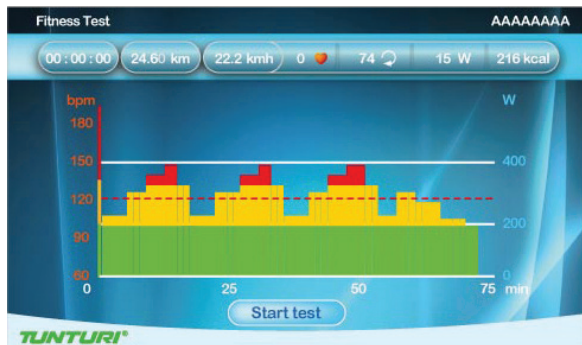 Fitness Test AAAAAAAA
00:00:00 24.60 km 22.2 kmh 0 74 15 W 216 kcal
bpm W
180
150 400
120
90 200
60 0
0 25 50 75 min
Start test
TUNTURI®